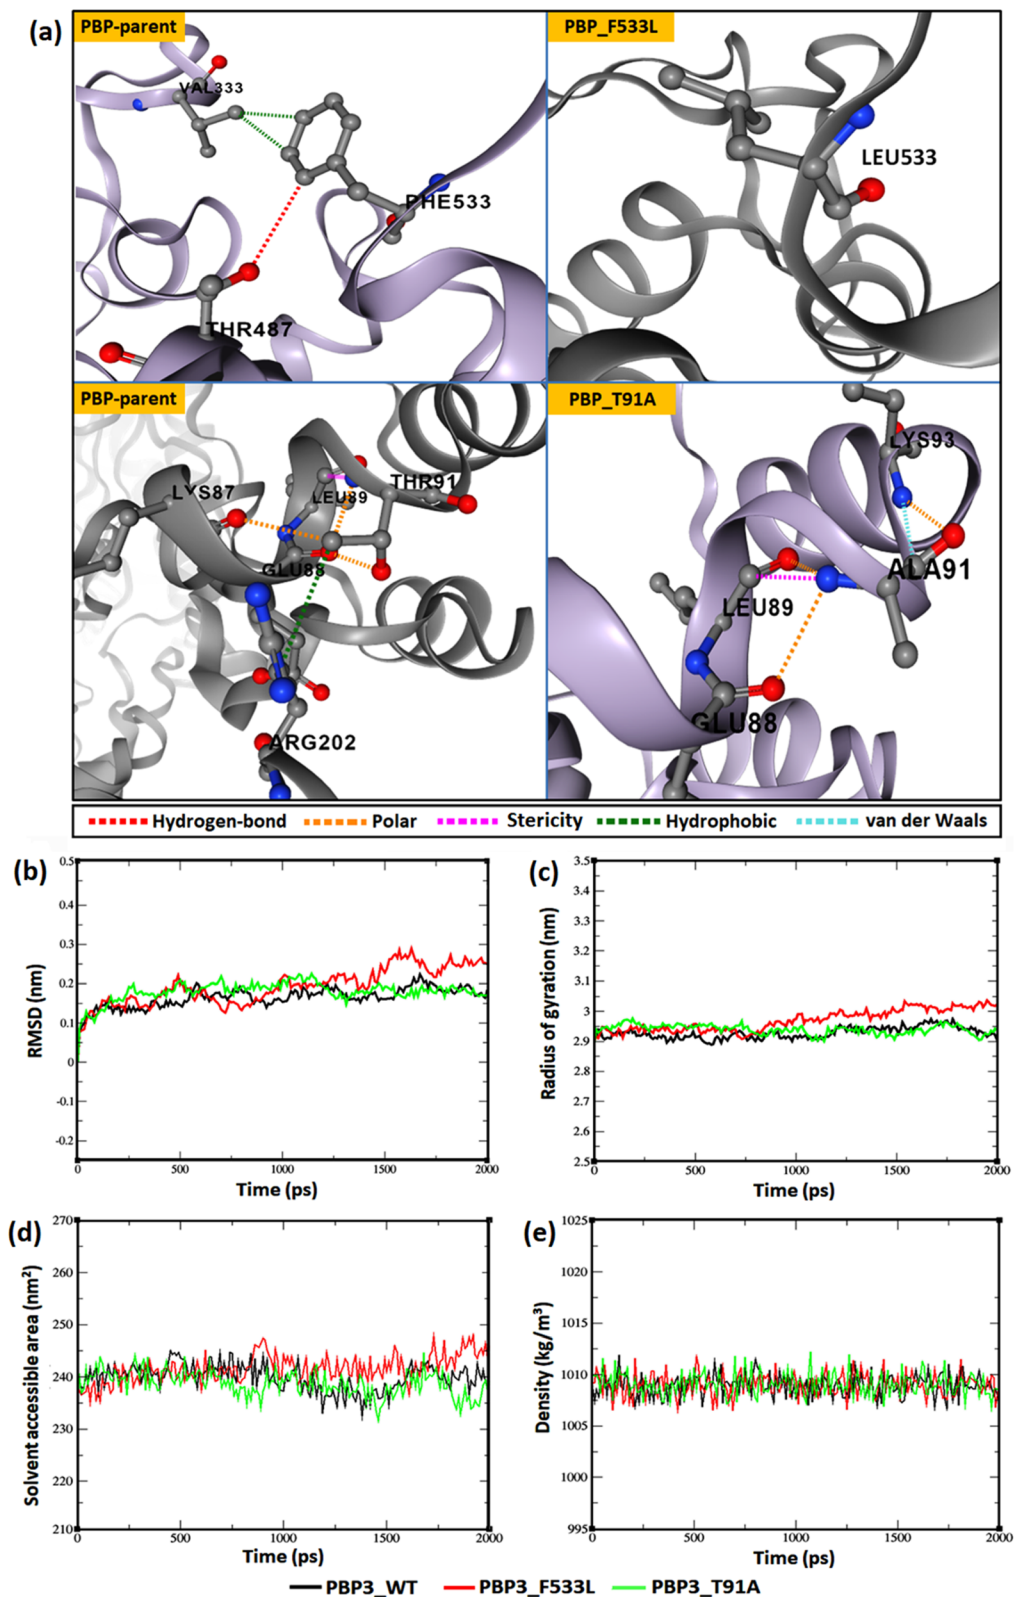 (a)
PBP-parent
PBP_F533L
VAL333
PHE533
THR487
LEU533
PBP-parent
PBP_T91A
LYS87
LEU89
THR91
GLU88
ARG202
LYS93
ALA91
LEU89
GLU88
Hydrogen-bond Polar Stericity Hydrophobic van der Waals
(b)
RMSD (nm)
0.5
0.4
0.3
0.2
0.1
0
-0.1
-0.2
0 500 1000 1500 2000
Time (ps)
(c)
Radius of gyration (nm)
3.5
3.4
3.3
3.2
3.1
3
2.9
2.8
2.7
2.6
2.5
0 500 1000 1500 2000
Time (ps)
(d)
Solvent accessible area (nm²)
270
260
250
240
230
220
210
0 500 1000 1500 2000
Time (ps)
(e)
Density (kg/m³)
1025
1020
1015
1010
1005
1000
995
0 500 1000 1500 2000
Time (ps)
PBP3_WT PBP3_F533L PBP3_T91A